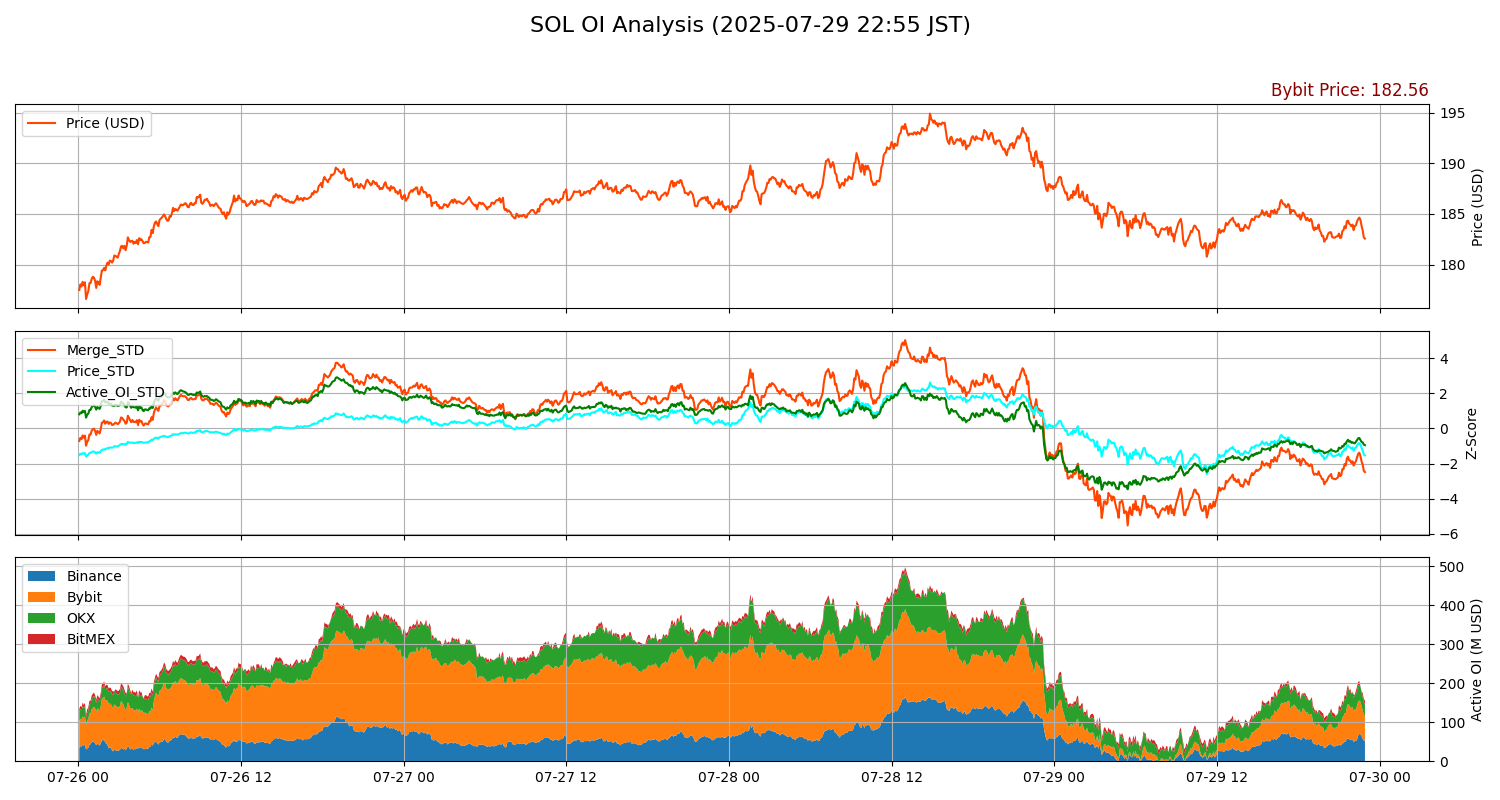 SOL OI Analysis (2025-07-29 22:55 JST)
Bybit Price: 182.56
Price (USD)
195
190
185
180
Price (USD)
Merge_STD
Price_STD
Active_OI_STD
4
2
0
−2
−4
−6
Z-Score
Binance
Bybit
OKX
BitMEX
500
400
300
200
100
0
Active OI (M USD)
07-26 00 07-26 12 07-27 00 07-27 12 07-28 00 07-28 12 07-29 00 07-29 12 07-30 00